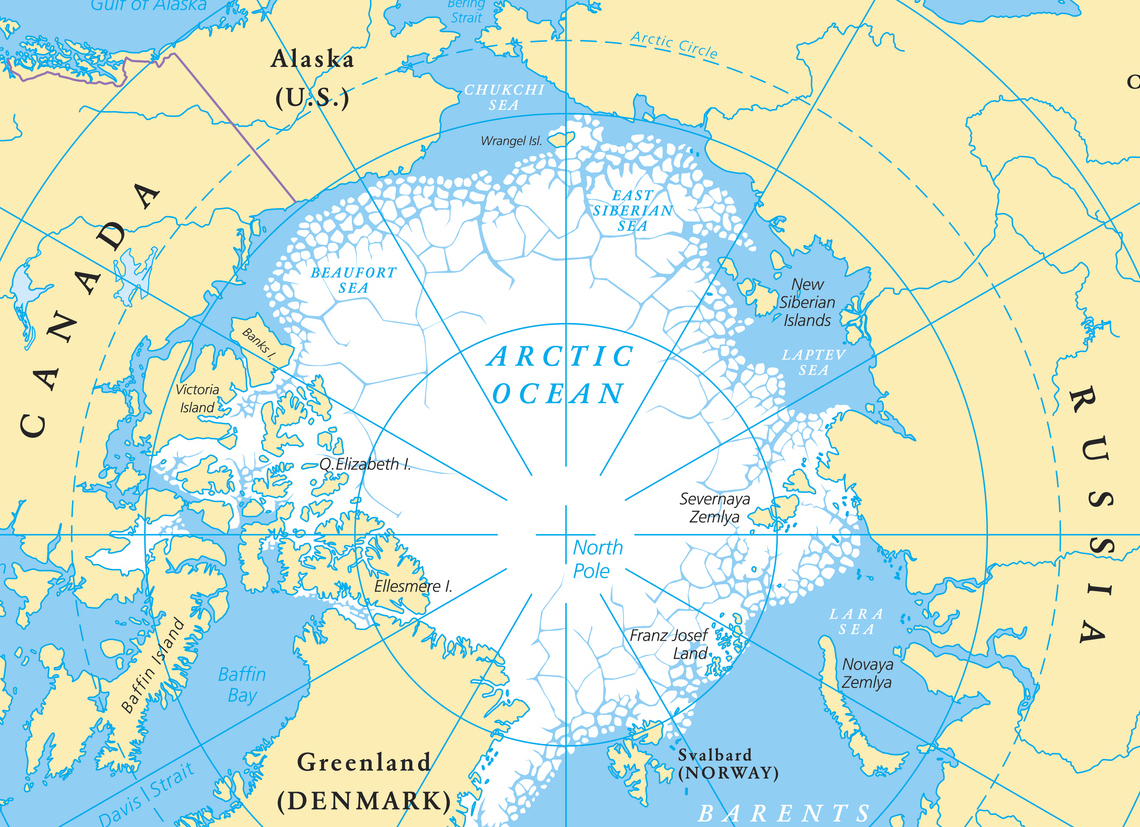 Gulf of Alaska
Bering
Strait
Arctic Circle
Alaska
(U.S.)
CHUKCHI
SEA
Wrangel Isl.
EAST
SIBERIAN
SEA
CANADA
BEAUFORT
SEA
New
Siberian
Islands
Banks I.
ARCTIC
OCEAN
LAPTEV
SEA
Victoria
Island
RUSSIA
Q.Elizabeth I.
Severnaya
Zemlya
North
Pole
Ellesmere I.
LARA
SEA
Franz Josef
Land
Baffin Island
Novaya
Zemlya
Baffin
Bay
Greenland
(DENMARK)
Svalbard
(NORWAY)
Davis Strait
BARENTS